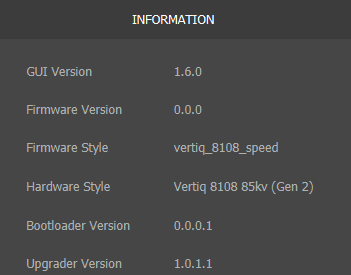 INFORMATION
GUI Version 1.6.0
Firmware Version 0.0.0
Firmware Style vertiq_8108_speed
Hardware Style Vertiq 8108 85kv (Gen 2)
Bootloader Version 0.0.0.1
Upgrader Version 1.0.1.1